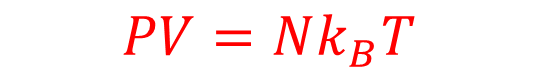 PV = Nk_BT